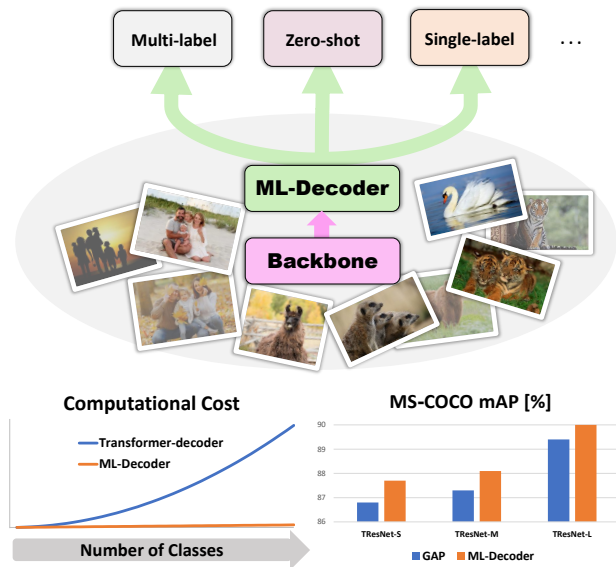 Multi-label
Zero-shot
Single-label
...
ML-Decoder
Backbone
Computational Cost
Transformer-decoder
ML-Decoder
Number of Classes
MS-COCO mAP [%]
90
89
88
87
86
TResNet-S
TResNet-M
TResNet-L
GAP
ML-Decoder